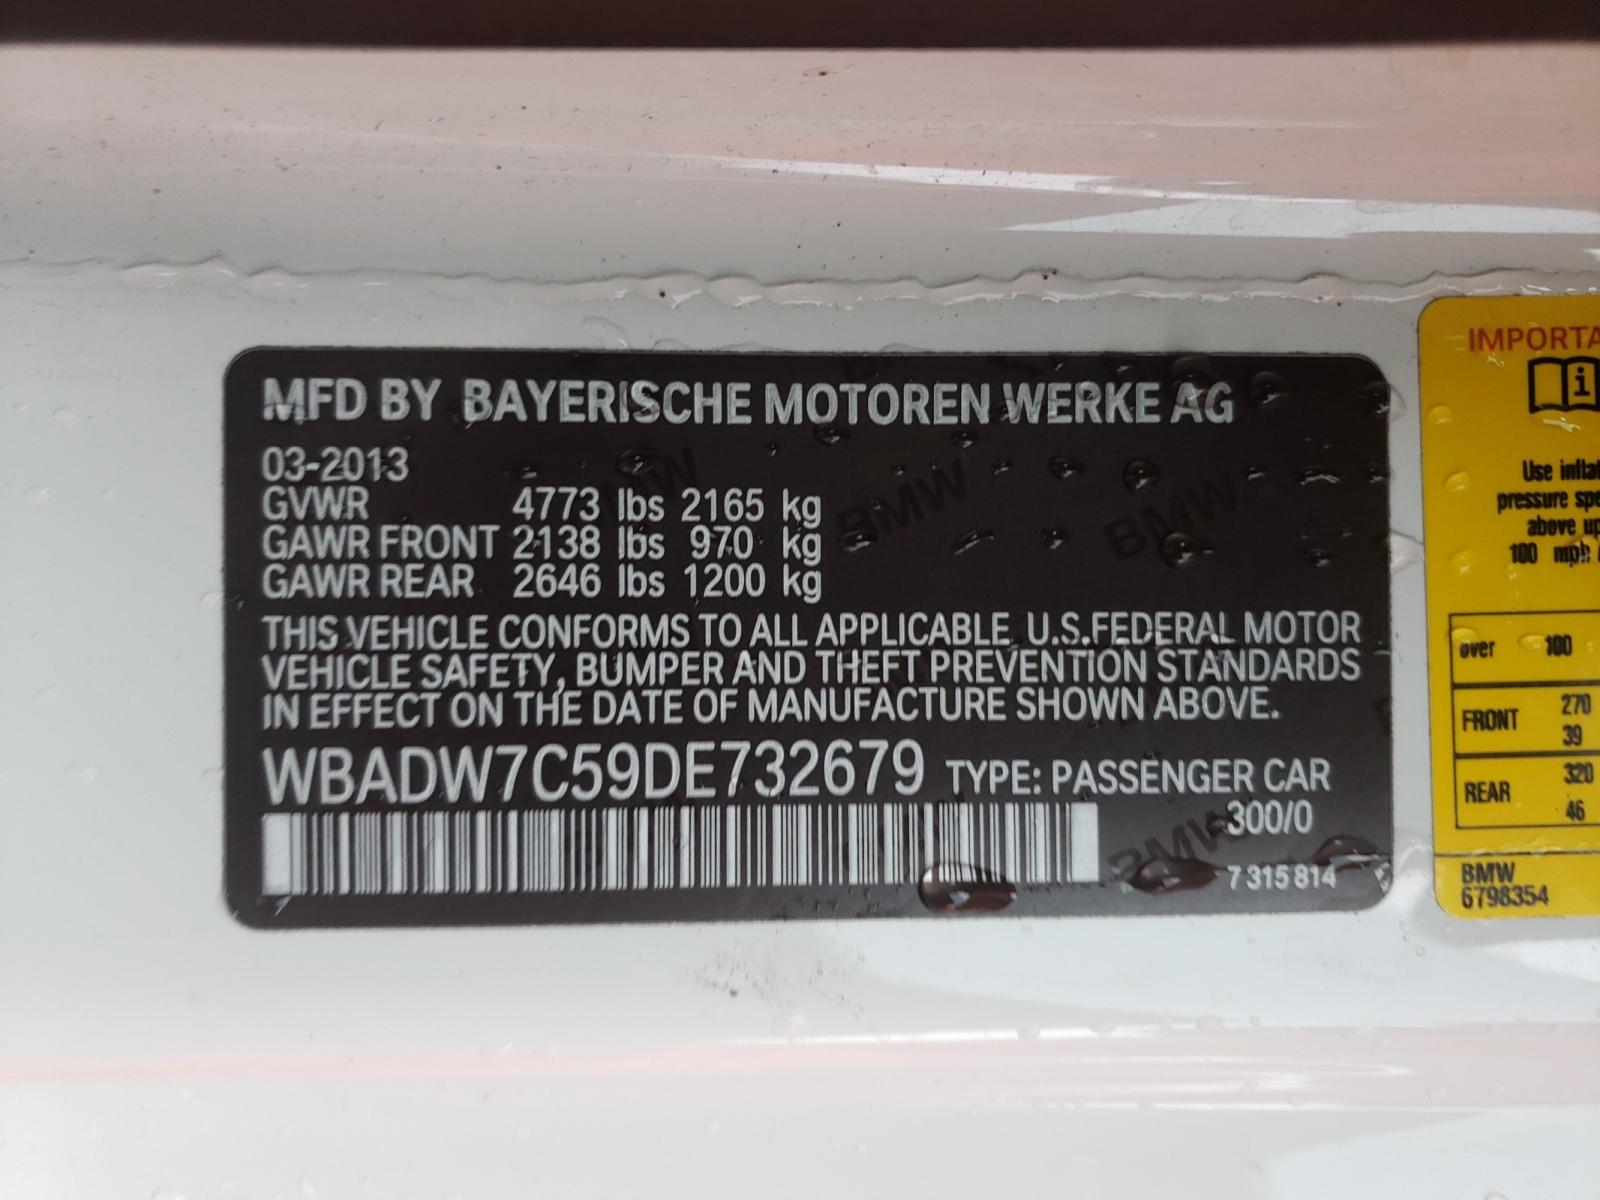 MFD BY BAYERISCHE MOTOREN WERKE AG
03-2013
GVWR 4773 lbs 2165 kg
GAWR FRONT 2138 lbs 970 kg
GAWR REAR 2646 lbs 1200 kg
THIS VEHICLE CONFORMS TO ALL APPLICABLE U.S.FEDERAL MOTOR
VEHICLE SAFETY, BUMPER AND THEFT PREVENTION STANDARDS
IN EFFECT ON THE DATE OF MANUFACTURE SHOWN ABOVE.
WBADW7C59DE732679 TYPE: PASSENGER CAR
300/0
7 315 814
BMW
BMW
BMW
BMW
IMPORTA
Use infla
pressure spe
above up
100 mph
over 100
FRONT 270
39
REAR 320
46
BMW
6798354